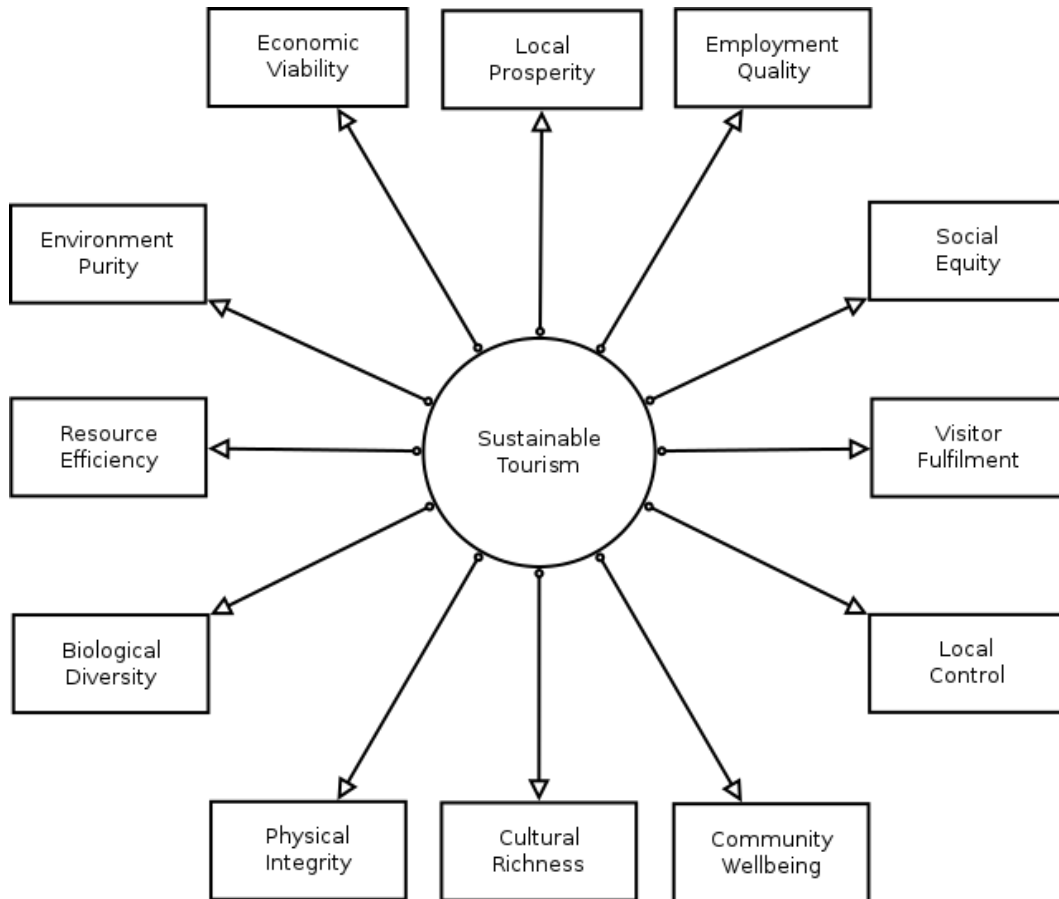 Economic
Viability
Local
Prosperity
Employment
Quality
Environment
Purity
Social
Equity
Resource
Efficiency
Sustainable
Tourism
Visitor
Fulfilment
Biological
Diversity
Local
Control
Physical
Integrity
Cultural
Richness
Community
Wellbeing